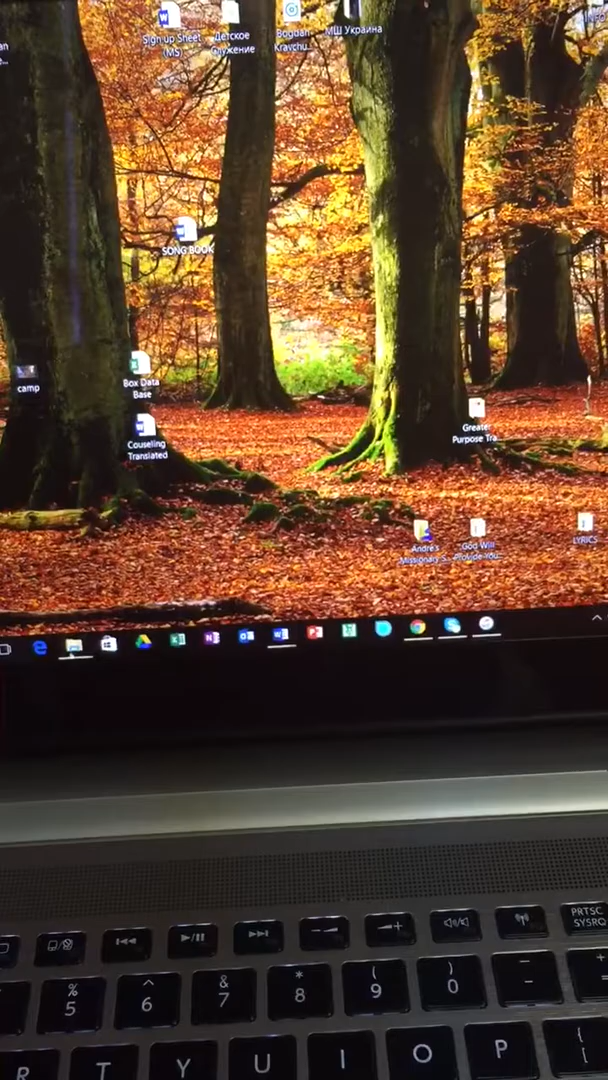 Sign up Sheet
(MS)
Детское
Служение
Bogdan
Kravchu...
МШ Украина
SONG BOOK
camp
Box Data
Base
Couseling
Translated
Greater
Purpose Tra...
Andre's
Missionary S...
God Will
Provide You...
LYRICS
PRTSC
SYSRQ
%
5
^
6
&
7
*
8
(
9
)
0
-
+
R
T
Y
U
I
O
P
{
[